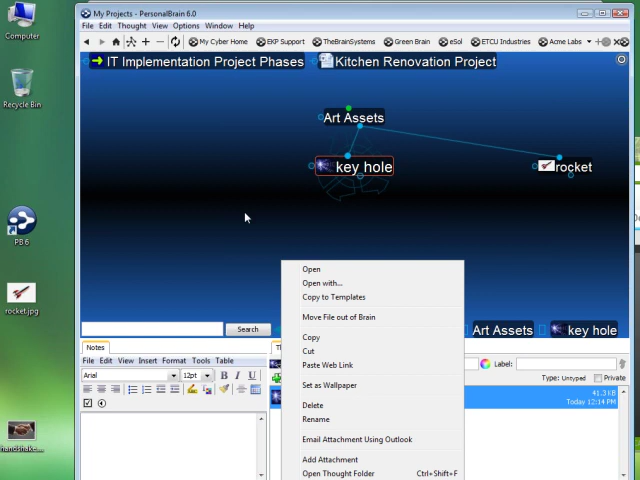 My Projects - PersonalBrain 6.0
Computer
File Edit Thought View Options Window Help
My Cyber Home EKP Support TheBrainSystems Green Brain eSol ETCU Industries Acme Labs
IT Implementation Project Phases Kitchen Renovation Project
Recycle Bin
Art Assets
key hole rocket
PB 6
Open
Open with...
Copy to Templates
rocket.jpg
Move File out of Brain
Search Art Assets key hole
Copy
Notes
Cut
File Edit View Insert Format Tools Table
Paste Web Link Label:
Arial 12pt B I U
Type: Untyped Private
Set as Wallpaper
41.3 kB
Today 12:14 PM
Delete
Rename
Email Attachment Using Outlook
handshake....
Add Attachment
Open Thought Folder Ctrl+Shift+F